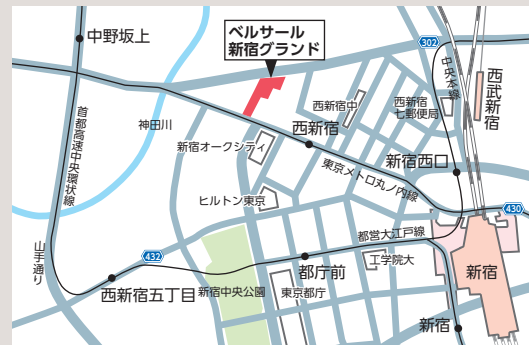 中野坂上
ベルサール
新宿グランド
302
中央本線
西武新宿
西新宿中
西新宿
七郵便局
首都高速中央環状線
神田川
新宿オークシティ
西新宿
新宿西口
東京メトロ丸ノ内線
ヒルトン東京
430
山手通り
432
都営大江戸線
西新宿五丁目
新宿中央公園
都庁前
東京都庁
工学院大
新宿
新宿